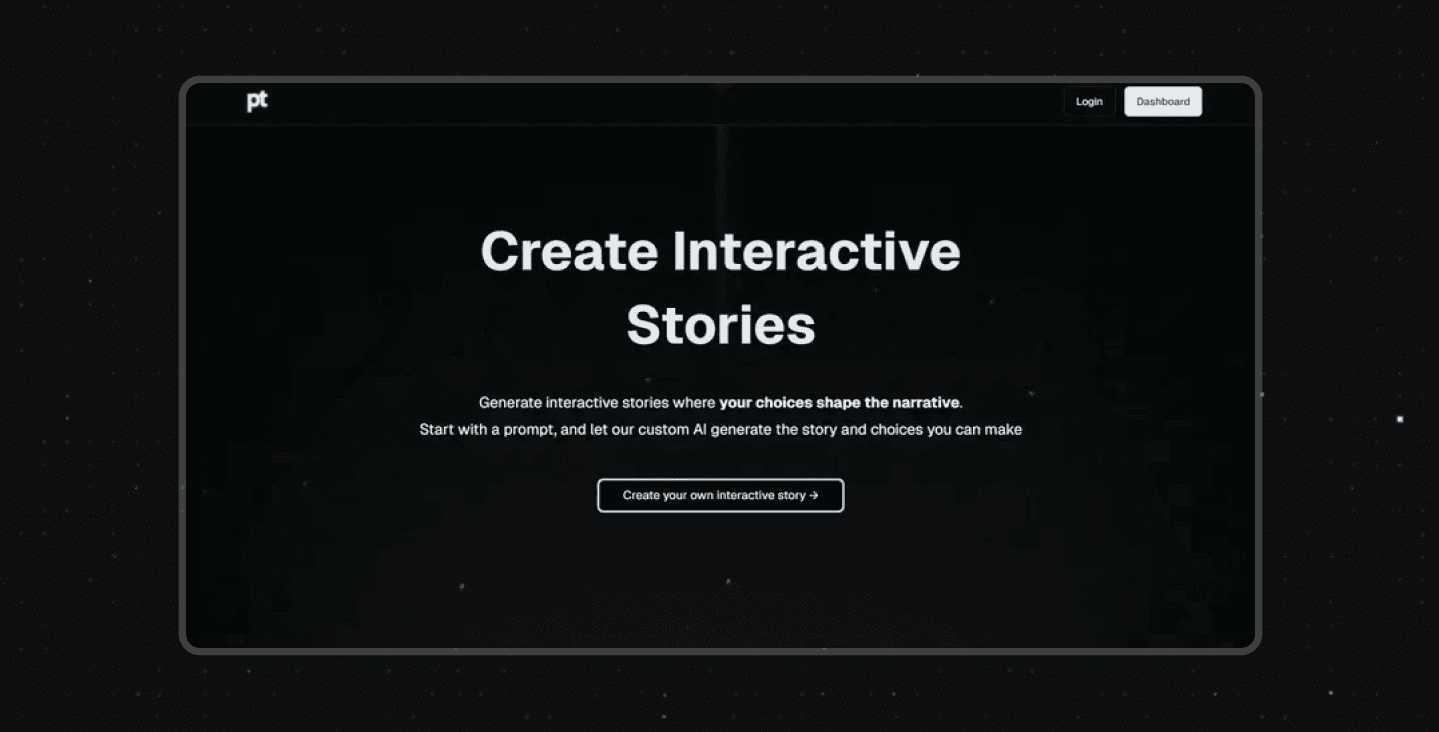 pt
Login
Dashboard
Create Interactive
Stories
Generate interactive stories where your choices shape the narrative.
Start with a prompt, and let our custom AI generate the story and choices you can make
Create your own interactive story →